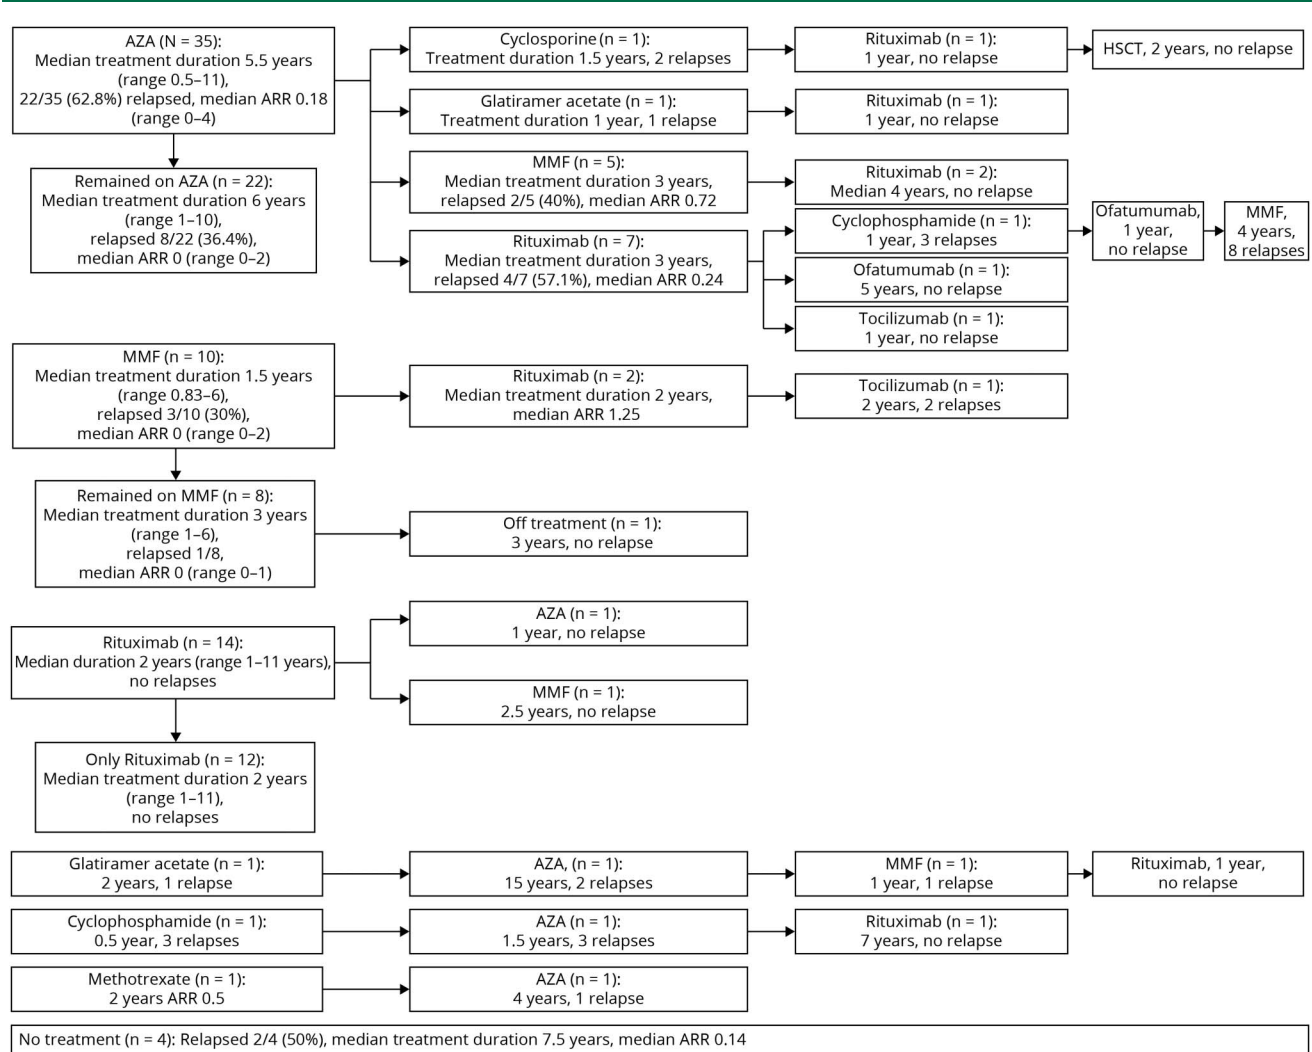 AZA (N = 35):
Median treatment duration 5.5 years
(range 0.5–11),
22/35 (62.8%) relapsed, median ARR 0.18
(range 0–4)
Cyclosporine (n = 1):
Treatment duration 1.5 years, 2 relapses
Rituximab (n = 1):
1 year, no relapse
HSCT, 2 years, no relapse
Glatiramer acetate (n = 1):
Treatment duration 1 year, 1 relapse
Rituximab (n = 1):
1 year, no relapse
Remained on AZA (n = 22):
Median treatment duration 6 years
(range 1–10),
relapsed 8/22 (36.4%),
median ARR 0 (range 0–2)
MMF (n = 5):
Median treatment duration 3 years,
relapsed 2/5 (40%), median ARR 0.72
Rituximab (n = 2):
Median 4 years, no relapse
Rituximab (n = 7):
Median treatment duration 3 years,
relapsed 4/7 (57.1%), median ARR 0.24
Cyclophosphamide (n = 1):
1 year, 3 relapses
Ofatumumab,
1 year,
no relapse
MMF,
4 years,
8 relapses
Ofatumumab (n = 1):
5 years, no relapse
Tocilizumab (n = 1):
1 year, no relapse
MMF (n = 10):
Median treatment duration 1.5 years
(range 0.83–6),
relapsed 3/10 (30%),
median ARR 0 (range 0–2)
Rituximab (n = 2):
Median treatment duration 2 years,
median ARR 1.25
Tocilizumab (n = 1):
2 years, 2 relapses
Remained on MMF (n = 8):
Median treatment duration 3 years
(range 1–6),
relapsed 1/8,
median ARR 0 (range 0–1)
Off treatment (n = 1):
3 years, no relapse
Rituximab (n = 14):
Median duration 2 years (range 1–11 years),
no relapses
AZA (n = 1):
1 year, no relapse
MMF (n = 1):
2.5 years, no relapse
Only Rituximab (n = 12):
Median treatment duration 2 years
(range 1–11),
no relapses
Glatiramer acetate (n = 1):
2 years, 1 relapse
AZA, (n = 1):
15 years, 2 relapses
MMF (n = 1):
1 year, 1 relapse
Rituximab, 1 year,
no relapse
Cyclophosphamide (n = 1):
0.5 year, 3 relapses
AZA (n = 1):
1.5 years, 3 relapses
Rituximab (n = 1):
7 years, no relapse
Methotrexate (n = 1):
2 years ARR 0.5
AZA (n = 1):
4 years, 1 relapse
No treatment (n = 4): Relapsed 2/4 (50%), median treatment duration 7.5 years, median ARR 0.14